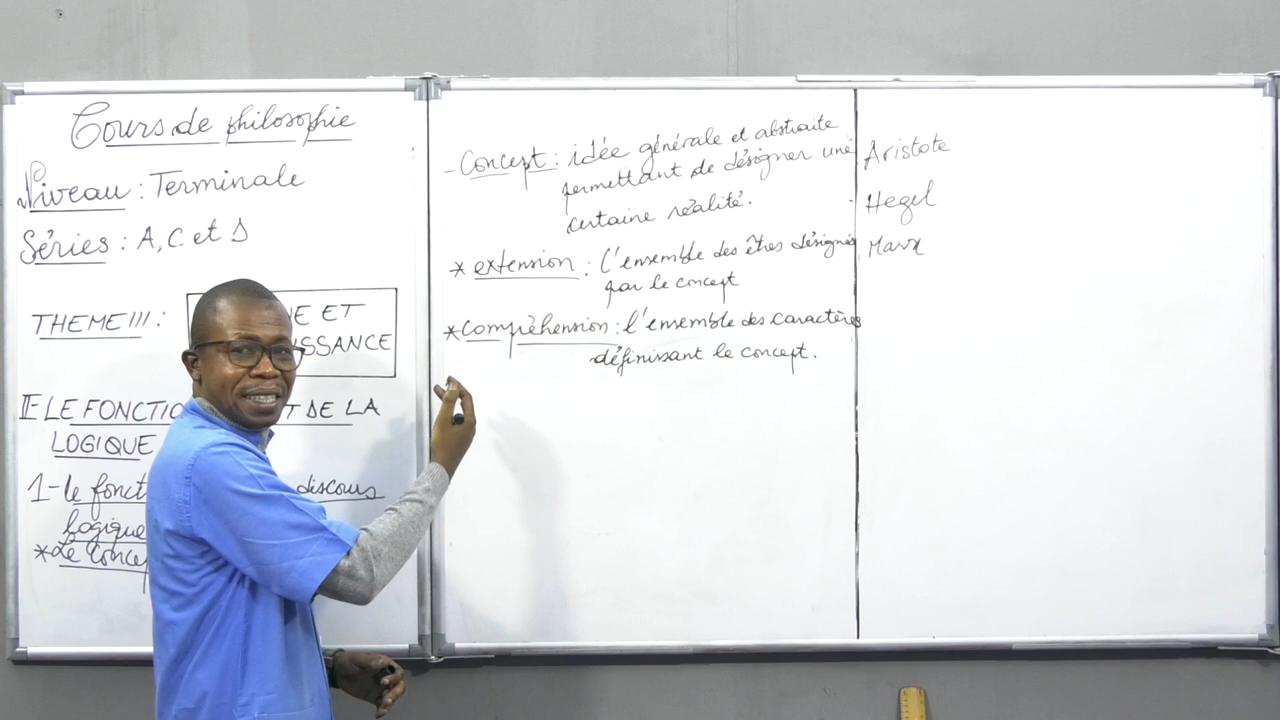 Cours de philosophie
Niveau : Terminale
Séries : A, C et D
THEME III :
NE ET
ISSANCE
II- LE FONCTIO T DE LA
LOGIQUE
1- le fonct discours
logique
* Le Concep
- Concept : idée générale et abstraite
permettant de désigner une
certaine réalité.
* extension : l'ensemble des êtres désignés
par le concept
* Compréhension : l'ensemble des caractères
définissant le concept.
Aristote
Hegel
Marx